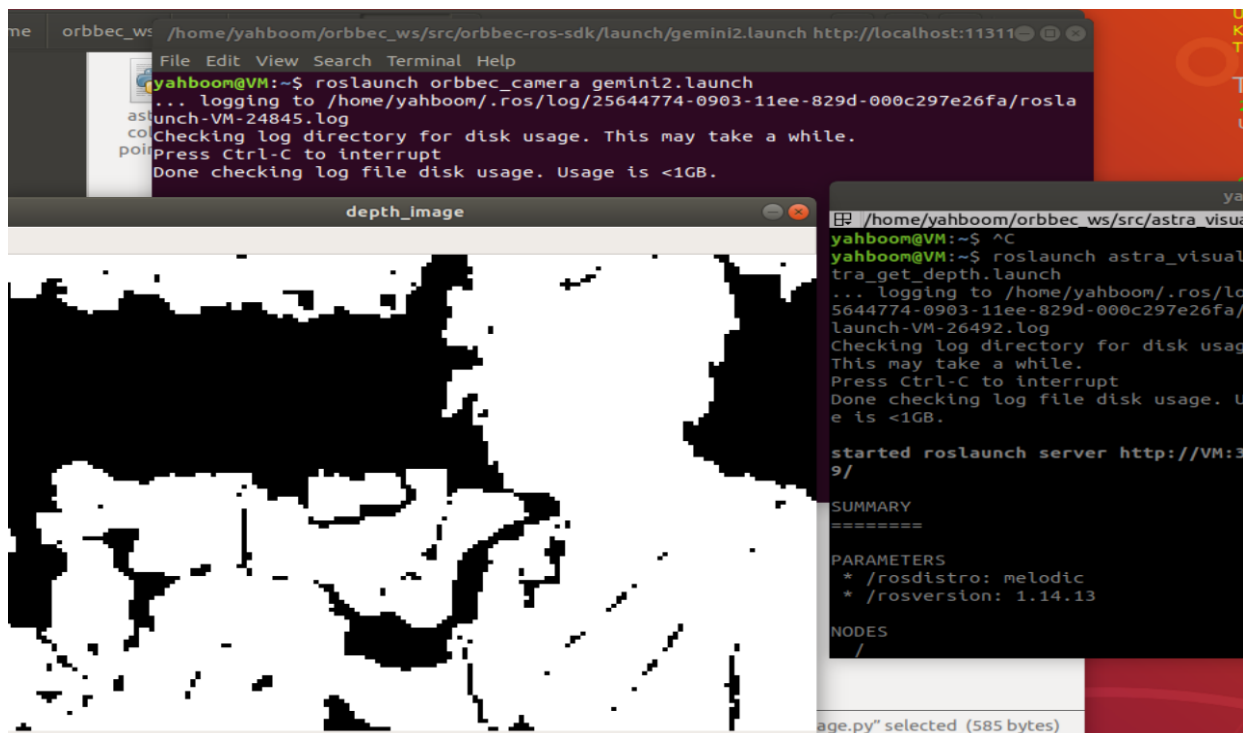 me orbbec_ws
/home/yahboom/orbbec_ws/src/orbbec-ros-sdk/launch/gemini2.launch http://localhost:11311
File Edit View Search Terminal Help
yahboom@VM:~$ roslaunch orbbec_camera gemini2.launch
... logging to /home/yahboom/.ros/log/25644774-0903-11ee-829d-000c297e26fa/rosla
unch-VM-24845.log
Checking log directory for disk usage. This may take a while.
Press Ctrl-C to interrupt
Done checking log file disk usage. Usage is <1GB.
ast
col
poin
depth_image
ya
/home/yahboom/orbbec_ws/src/astra_visua
yahboom@VM:~$ ^C
yahboom@VM:~$ roslaunch astra_visual
tra_get_depth.launch
... logging to /home/yahboom/.ros/lo
5644774-0903-11ee-829d-000c297e26fa/
launch-VM-26492.log
Checking log directory for disk usag
This may take a while.
Press Ctrl-C to interrupt
Done checking log file disk usage. U
e is <1GB.
started roslaunch server http://VM:3
9/
SUMMARY
========
PARAMETERS
* /rosdistro: melodic
* /rosversion: 1.14.13
NODES
/
age.py" selected (585 bytes)